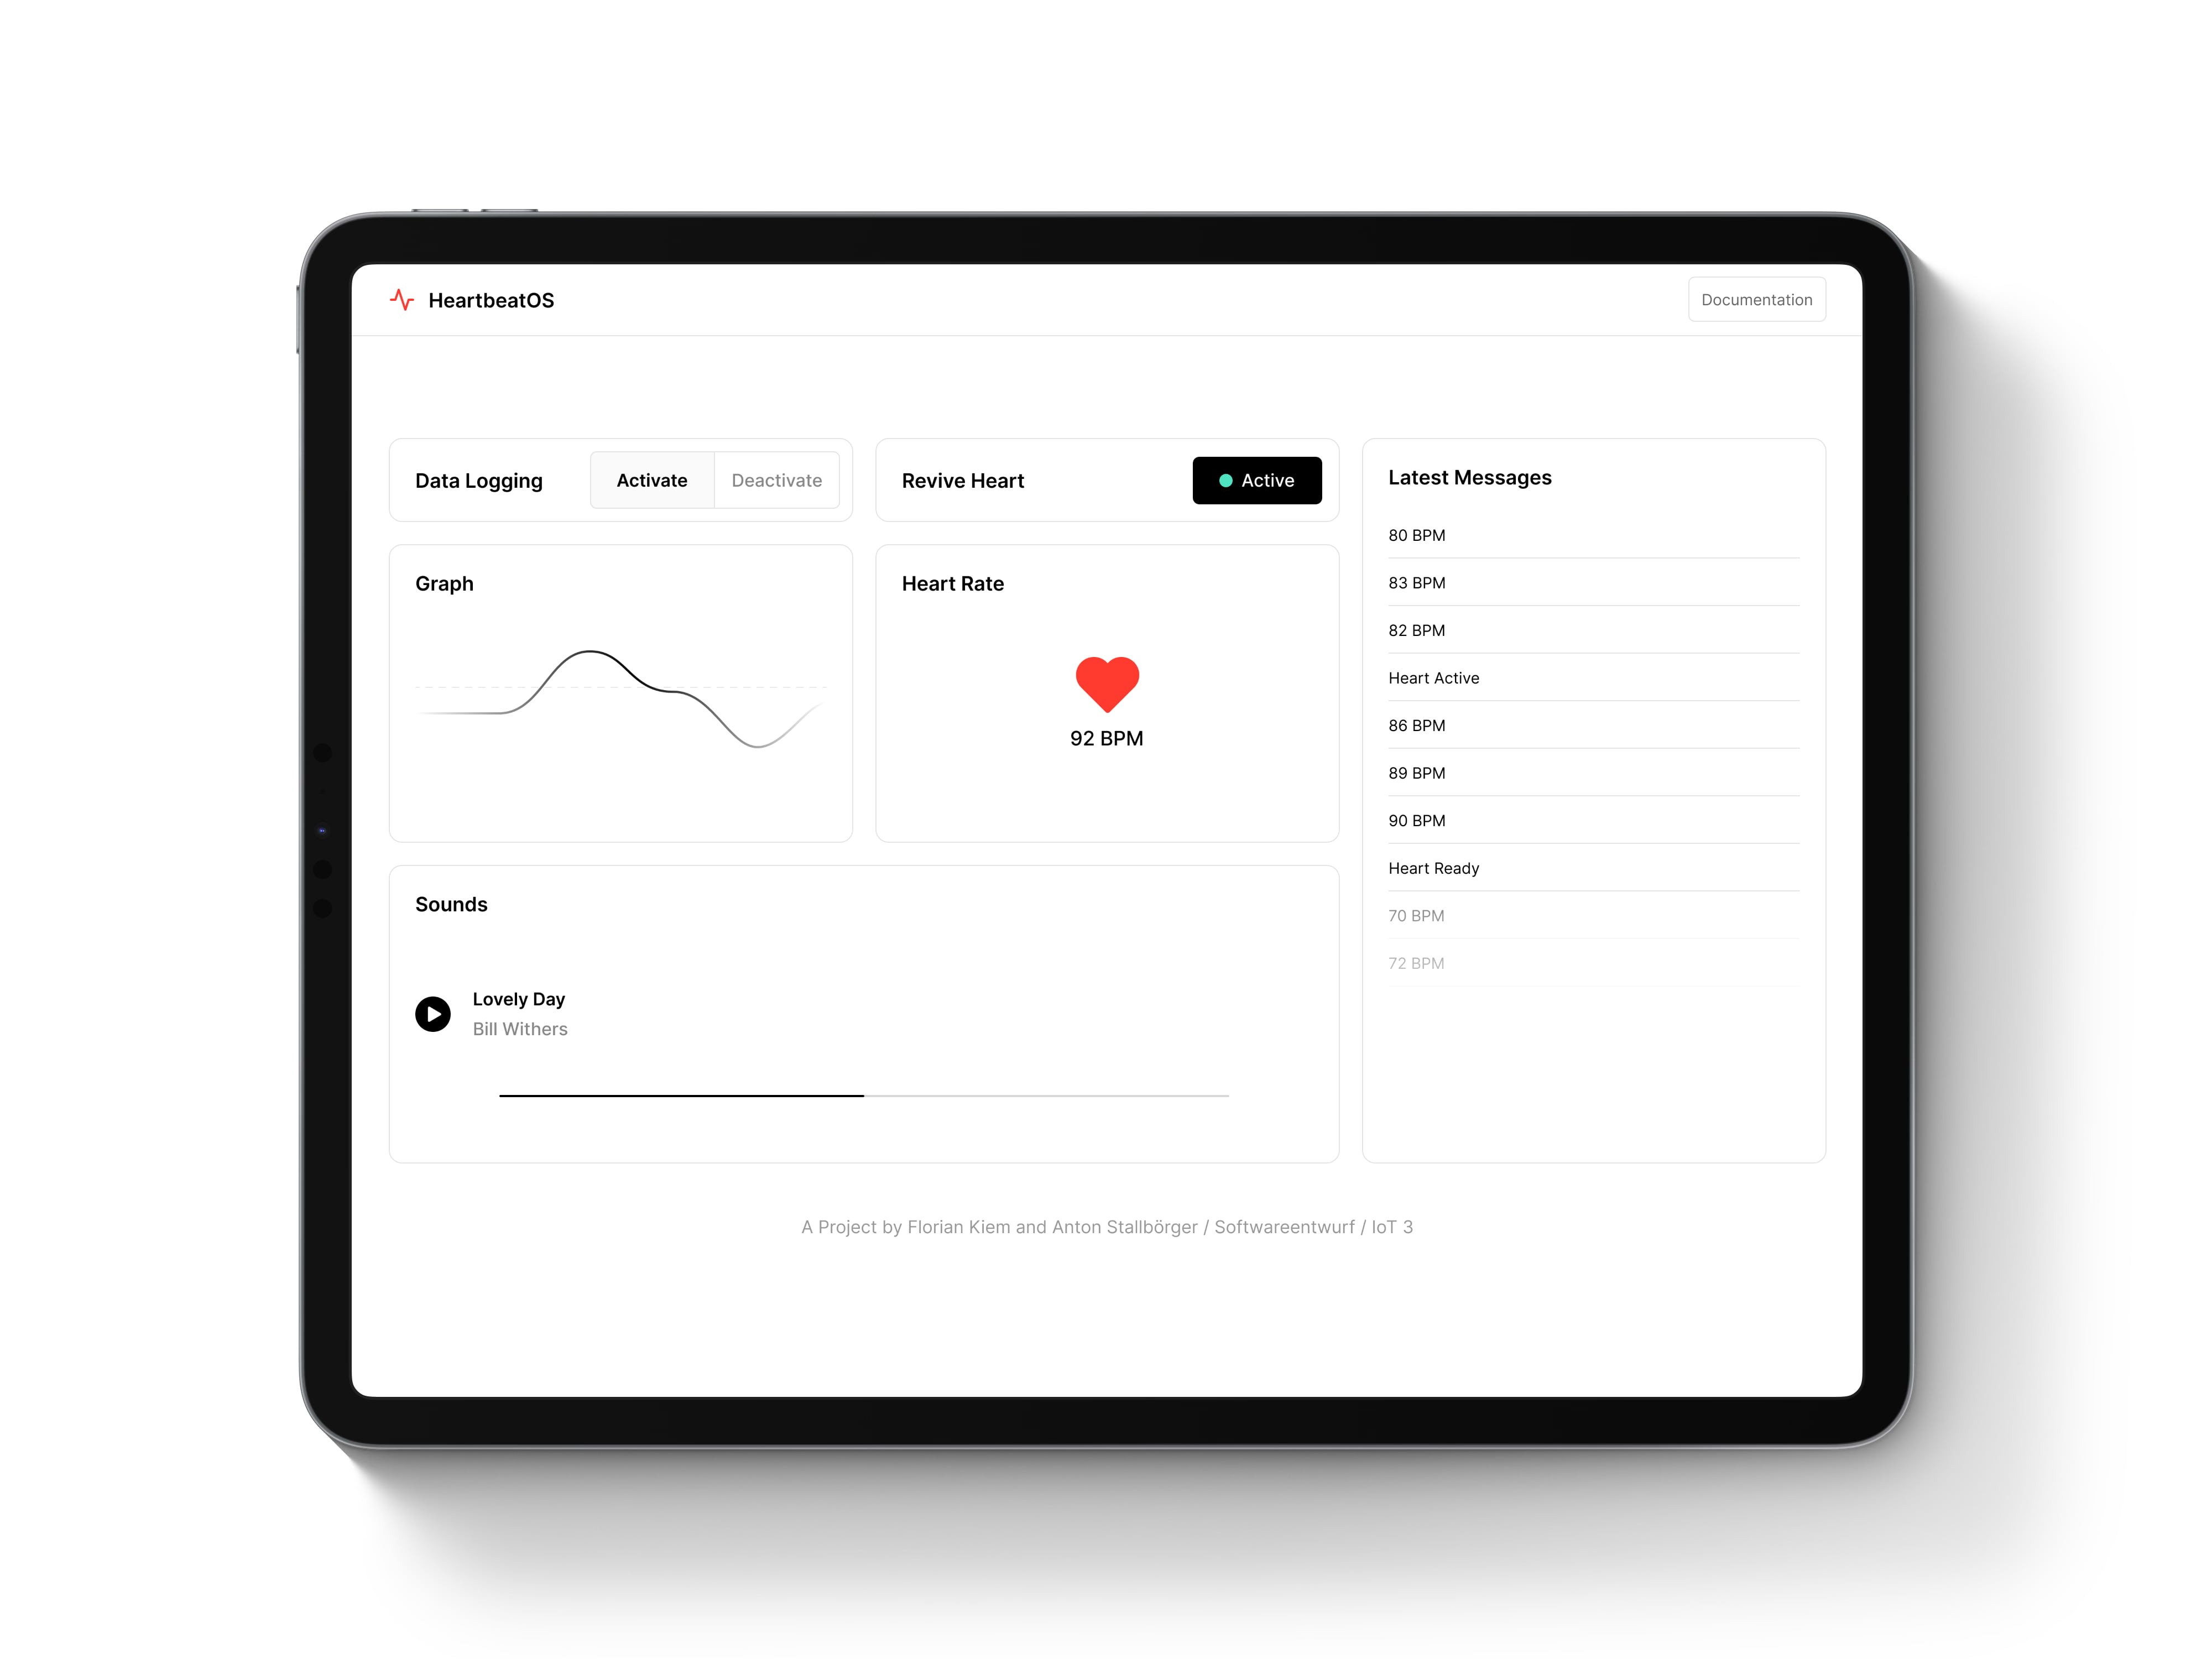 HeartbeatOS
Documentation
Data Logging
Activate
Deactivate
Revive Heart
Active
Graph
Heart Rate
92 BPM
Sounds
Lovely Day
Bill Withers
Latest Messages
80 BPM
83 BPM
82 BPM
Heart Active
86 BPM
89 BPM
90 BPM
Heart Ready
70 BPM
72 BPM
A Project by Florian Kiem and Anton Stallbörger / Softwareentwurf / IoT 3